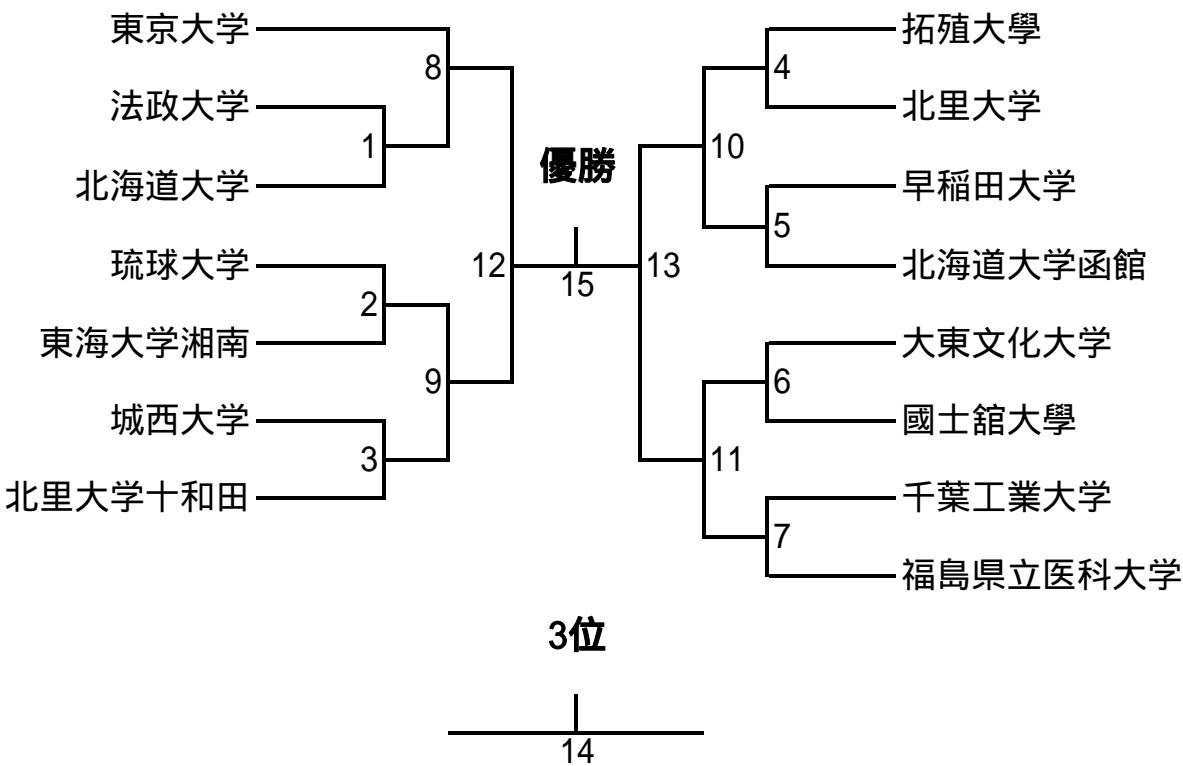 東京大学
8
法政大学
1
北海道大学
琉球大学
2
東海大学湘南
12
9
城西大学
3
北里大学十和田
優勝
15
拓殖大學
4
北里大学
10
早稲田大学
5
北海道大学函館
13
大東文化大学
6
國士舘大學
11
千葉工業大学
7
福島県立医科大学
3位
14